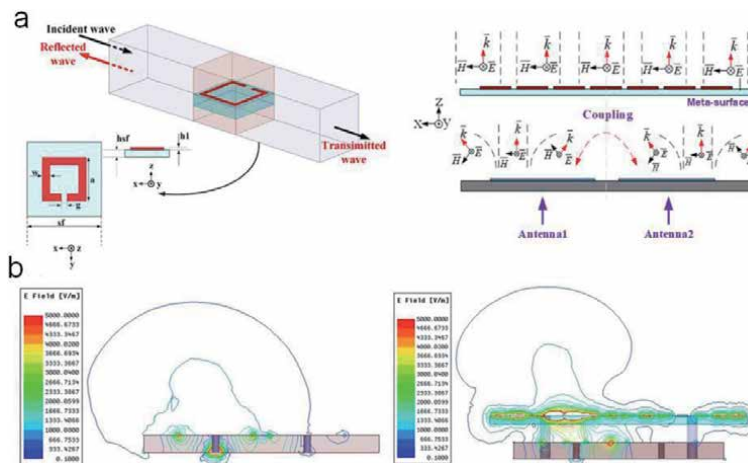 a
Incident wave
Reflected
wave
Transimitted
wave
hsf
h1
z
x y
w
a
g
sf
x z
y
k k k k k
H E H E H E H E H E
Meta-surface
Coupling
z
x y
k k k k k
H E H E H E H E H E
Antenna1 Antenna2
b
E Field [V/m]
5000.0000
4666.6733
4333.3467
4000.0200
3666.6934
3333.3667
3000.0400
2666.7134
2333.3867
2000.0599
1666.7333
1333.4067
1000.0800
666.7533
333.4267
0.1000
E Field [V/m]
5000.0000
4666.6733
4333.3467
4000.0200
3666.6934
3333.3667
3000.0400
2666.7134
2333.3867
2000.0599
1666.7333
1333.4067
1000.0800
666.7533
333.4267
0.1000